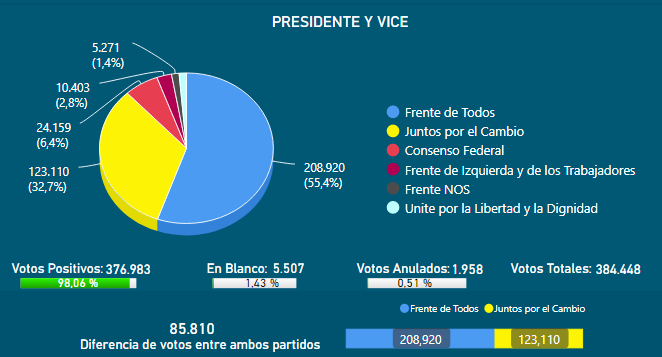 PRESIDENTE Y VICE
5.271
(1,4%)
10.403
(2,8%)
24.159
(6,4%)
123.110
(32,7%)
208.920
(55,4%)
Frente de Todos
Juntos por el Cambio
Consenso Federal
Frente de Izquierda y de los Trabajadores
Frente NOS
Unite por la Libertad y la Dignidad
Votos Positivos: 376.983
98,06 %
En Blanco: 5.507
1,43 %
Votos Anulados: 1.958
0,51 %
Votos Totales: 384.448
Frente de Todos Juntos por el Cambio
85.810
Diferencia de votos entre ambos partidos
208,920 123,110